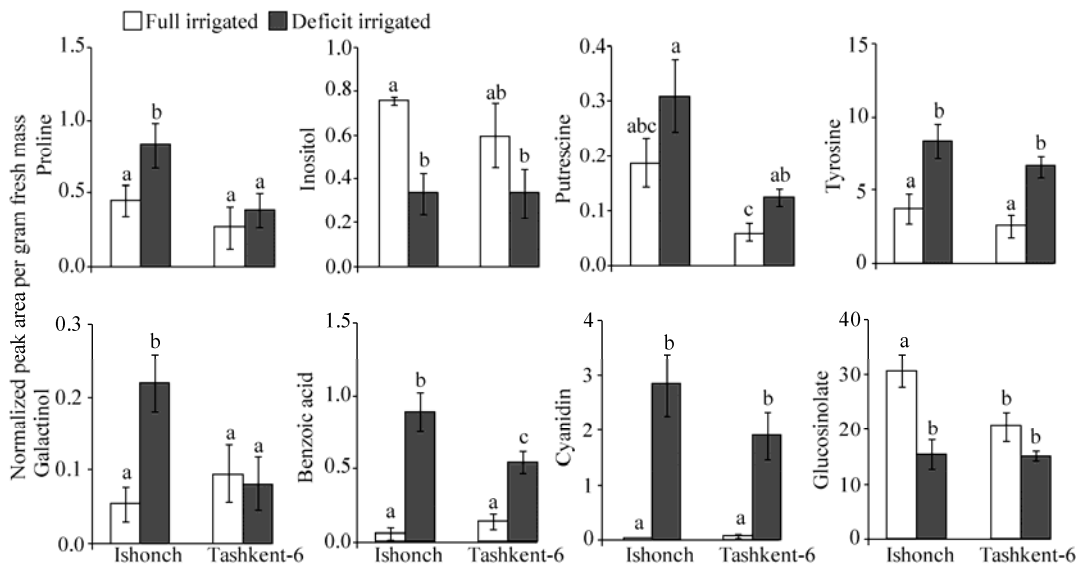 Full irrigated Deficit irrigated
Normalized peak area per gram fresh mass
Proline
1.5
1.0
0.5
0.0
a
b
a
a
Inositol
1.0
0.8
0.6
0.4
0.2
0.0
a
b
ab
b
Putrescine
0.4
0.3
0.2
0.1
0.0
abc
a
c
ab
Tyrosine
15
10
5
0
a
b
a
b
Galactinol
0.3
0.2
0.1
0.0
a
b
a
a
Ishonch Tashkent-6
Benzoic acid
1.5
1.0
0.5
0.0
a
b
a
c
Ishonch Tashkent-6
Cyanidin
4
3
2
1
0
a
b
a
b
Ishonch Tashkent-6
Glucosinolate
40
30
20
10
0
a
b
b
b
Ishonch Tashkent-6